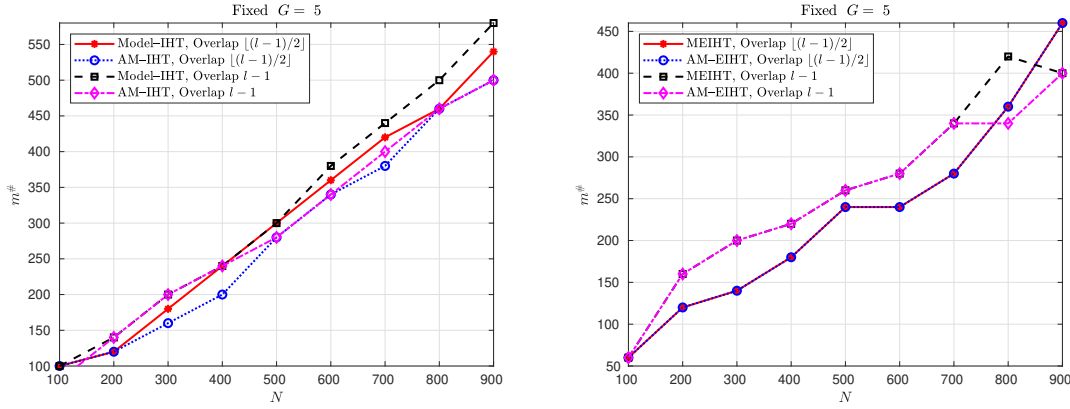 Fixed G = 5
Model–IHT, Overlap ⌊(l − 1)/2⌋
AM–IHT, Overlap ⌊(l − 1)/2⌋
Model–IHT, Overlap l − 1
AM–IHT, Overlap l − 1
m#
550
500
450
400
350
300
250
200
150
100
100 200 300 400 500 600 700 800 900
N
Fixed G = 5
MEIHT, Overlap ⌊(l − 1)/2⌋
AM–EIHT, Overlap ⌊(l − 1)/2⌋
MEIHT, Overlap l − 1
AM–EIHT, Overlap l − 1
m#
450
400
350
300
250
200
150
100
50
100 200 300 400 500 600 700 800 900
N